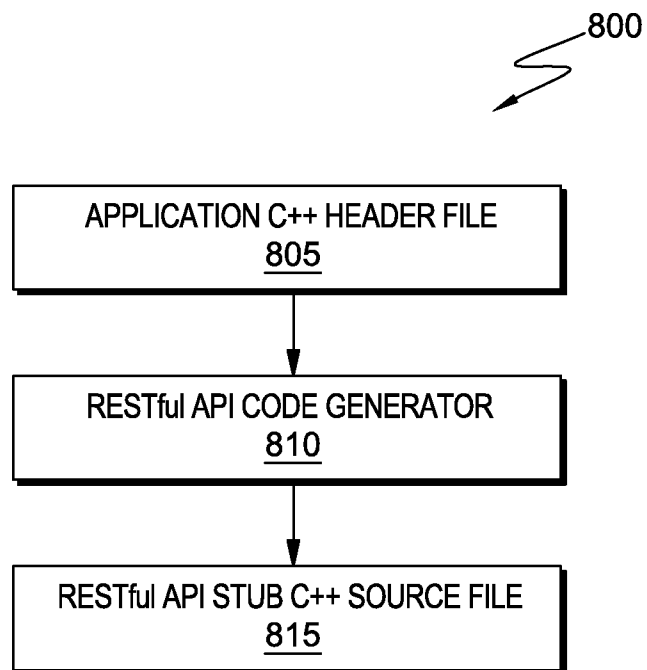 800
APPLICATION C++ HEADER FILE
805
RESTful API CODE GENERATOR
810
RESTful API STUB C++ SOURCE FILE
815